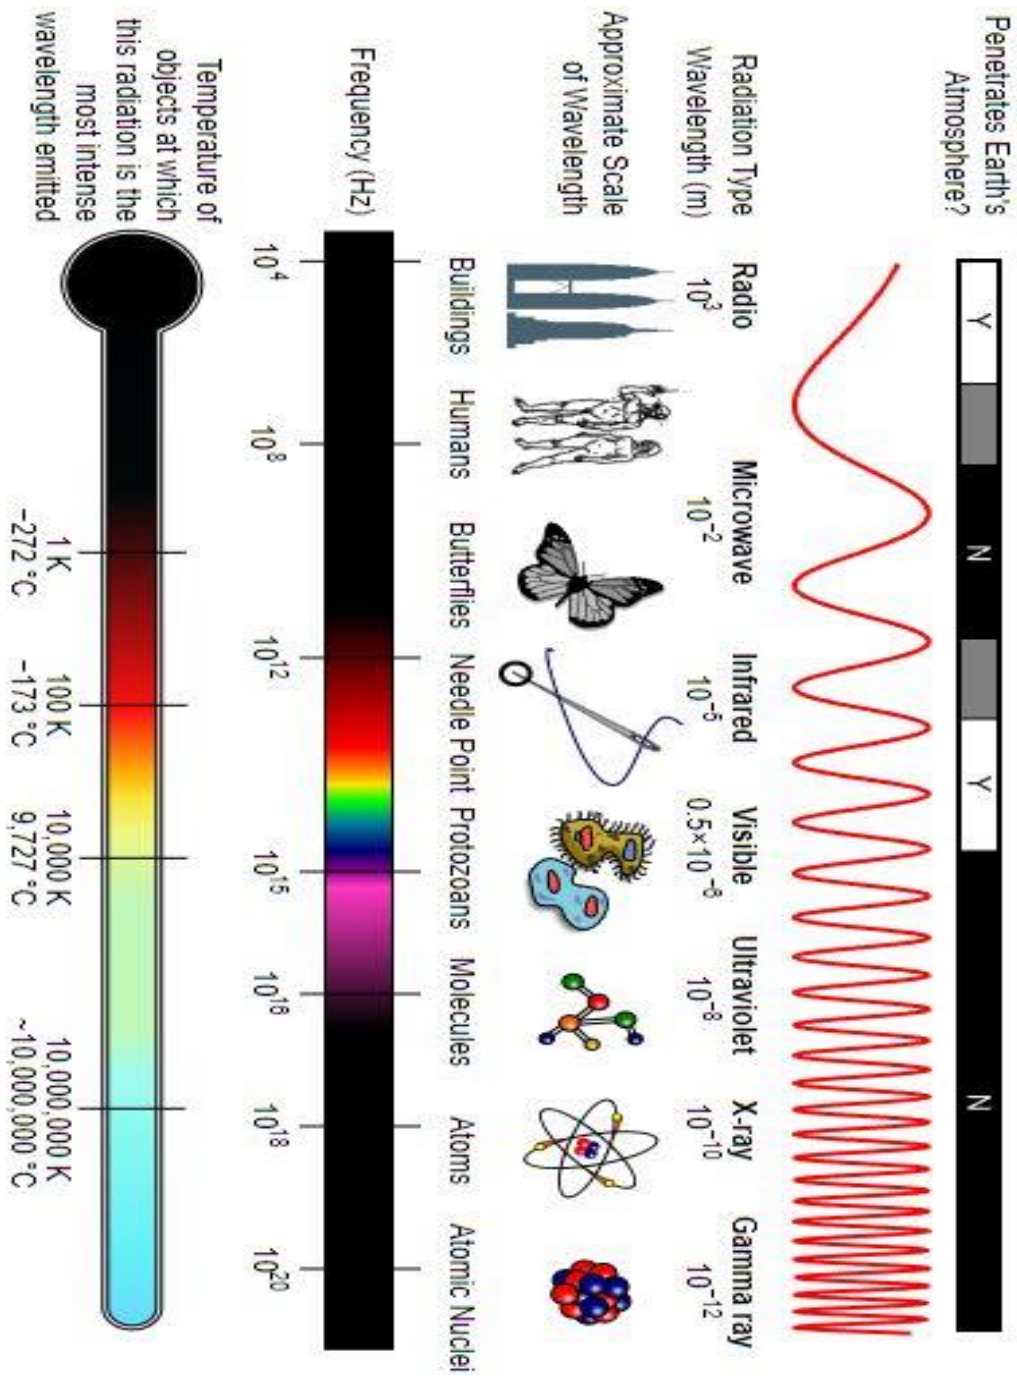 Penetrates Earth's
Atmosphere?
Y
N
Y
N
Radiation Type
Radio
Microwave
Infrared
Visible
Ultraviolet
X-ray
Gamma ray
Wavelength (m)
10³
10⁻²
10⁻⁵
0.5×10⁻⁶
10⁻⁸
10⁻¹⁰
10⁻¹²
Approximate Scale
of Wavelength
Buildings
Humans
Butterflies
Needle Point
Protozoans
Molecules
Atoms
Atomic Nuclei
Frequency (Hz)
10⁴
10⁸
10¹²
10¹⁵
10¹⁶
10¹⁸
10²⁰
Temperature of
objects at which
this radiation is the
most intense
wavelength emitted
1 K
−272 °C
100 K
−173 °C
10,000 K
9,727 °C
10,000,000 K
~10,000,000 °C